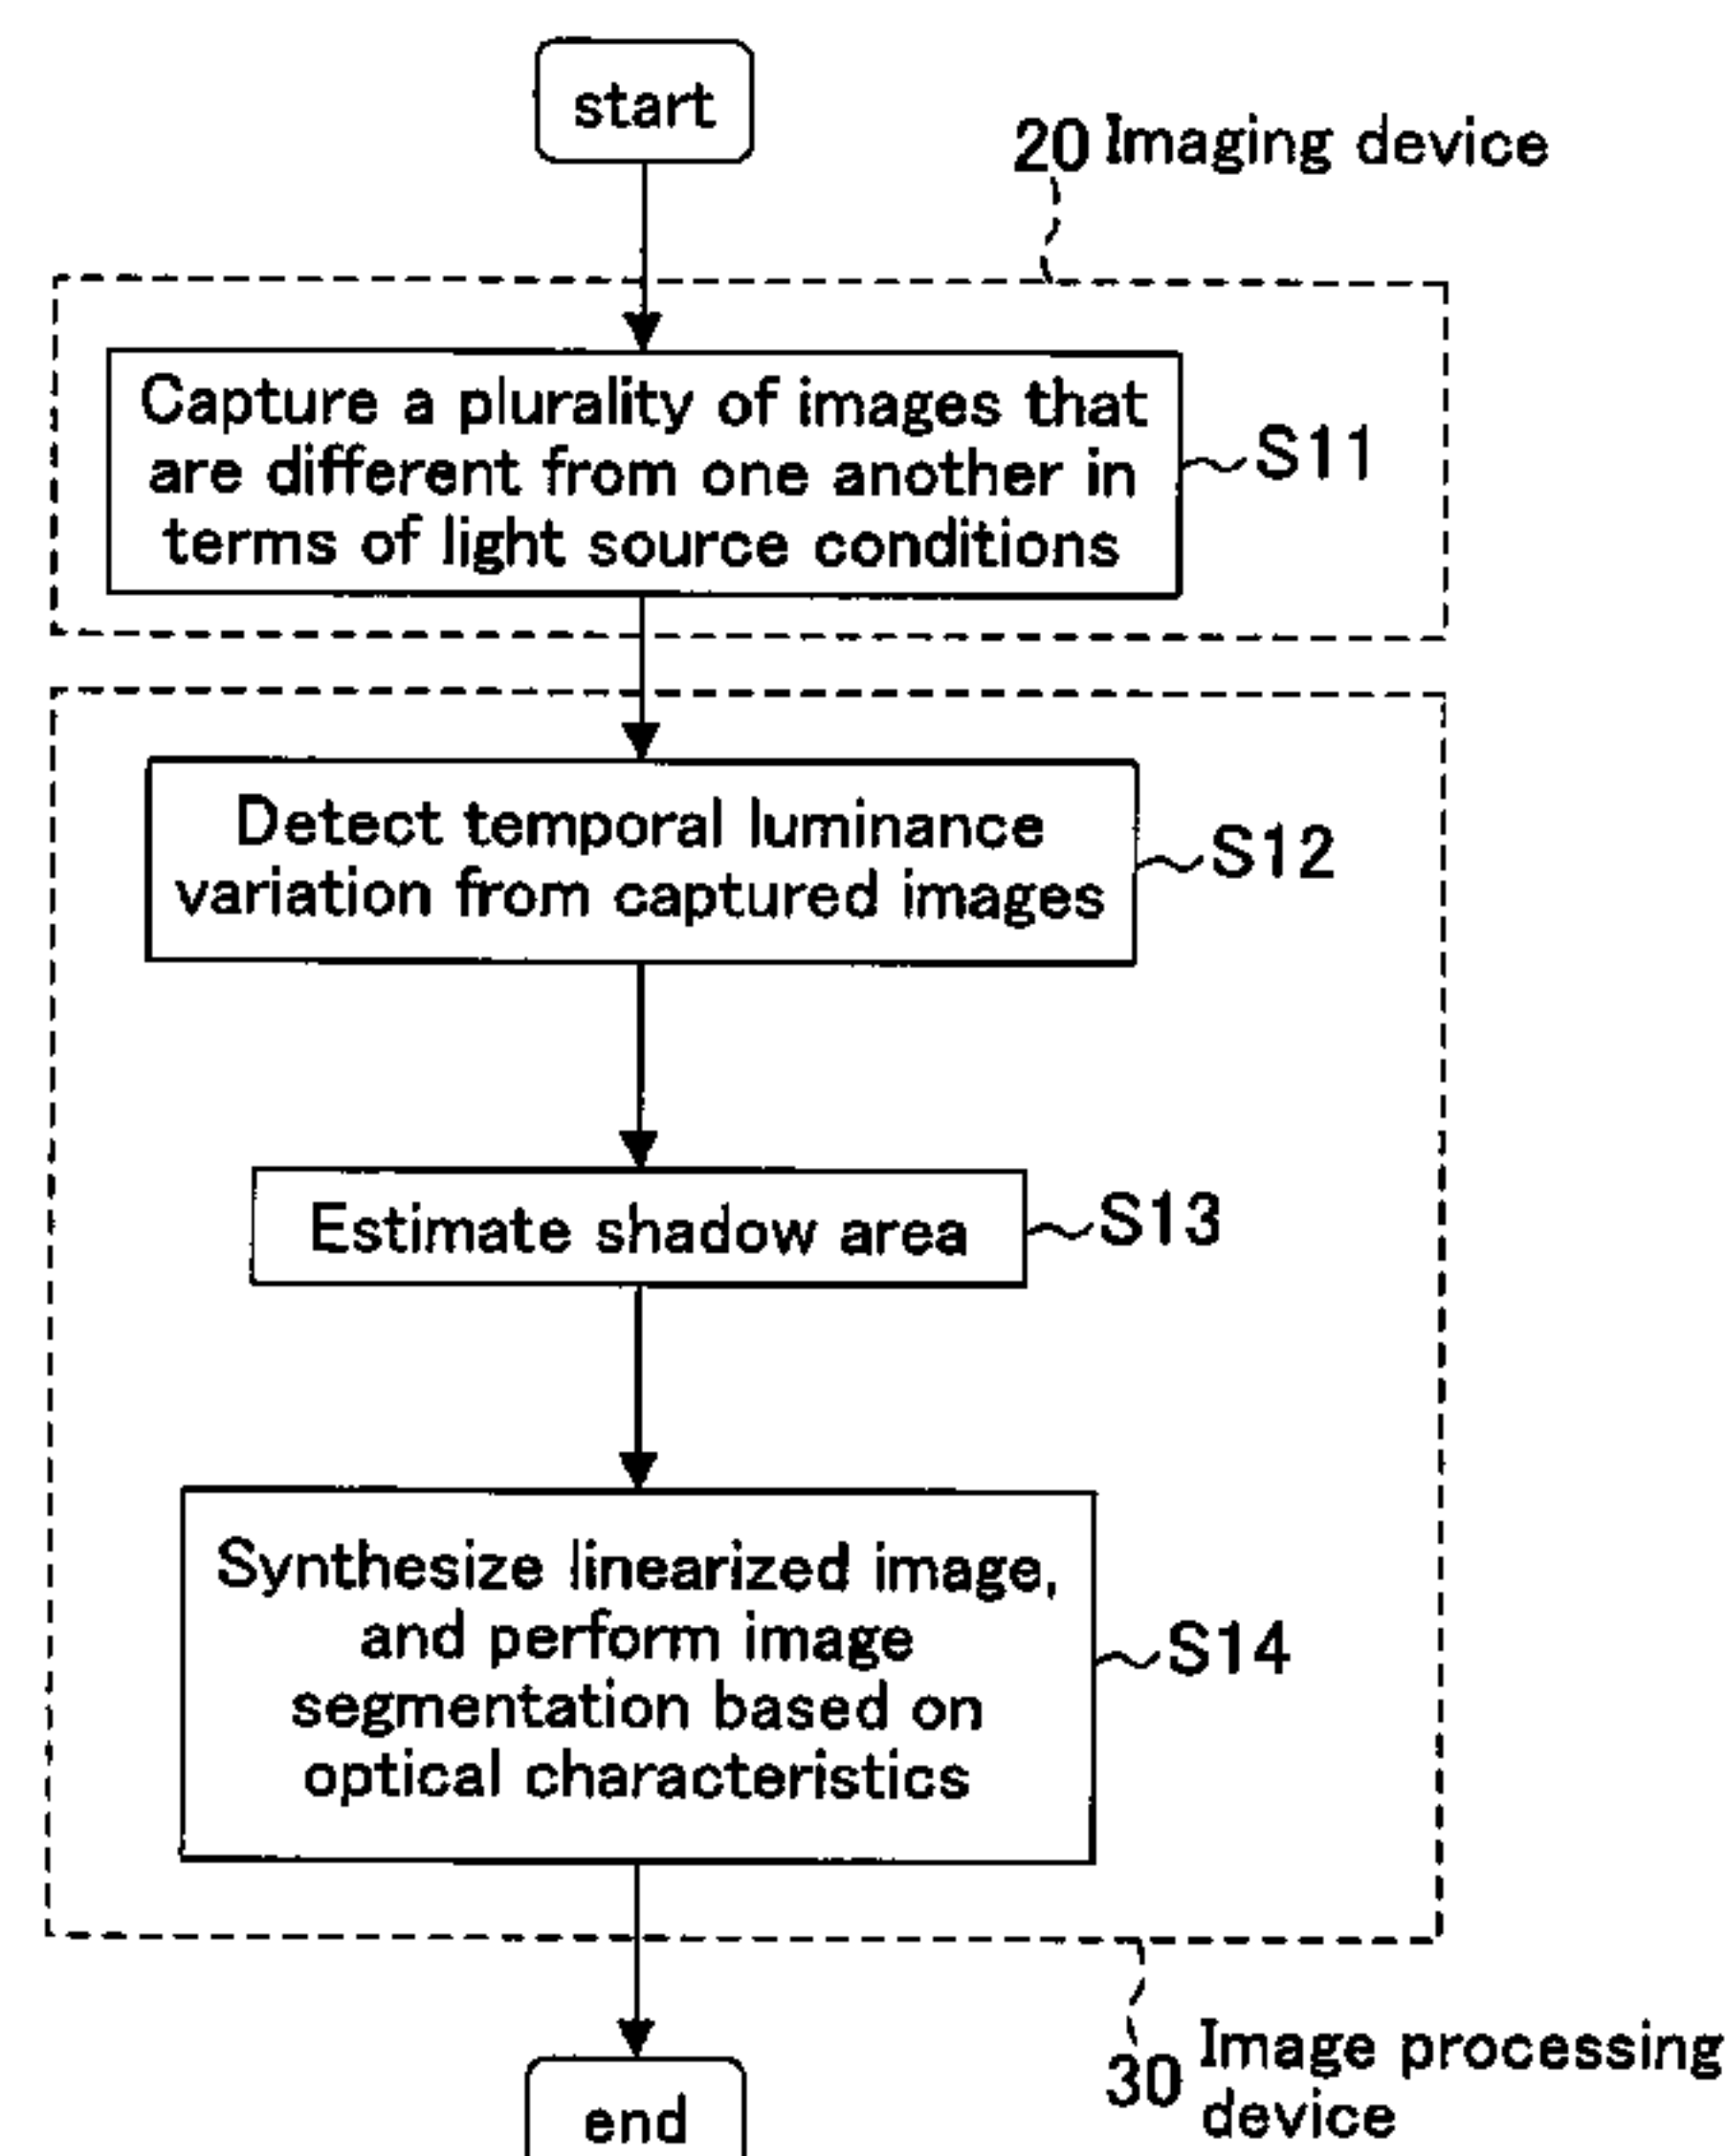 start
20 Imaging device
Capture a plurality of images that
are different from one another in
terms of light source conditions
S11
Detect temporal luminance
variation from captured images
S12
Estimate shadow area
S13
Synthesize linearized image,
and perform image
segmentation based on
optical characteristics
S14
30 Image processing
device
end